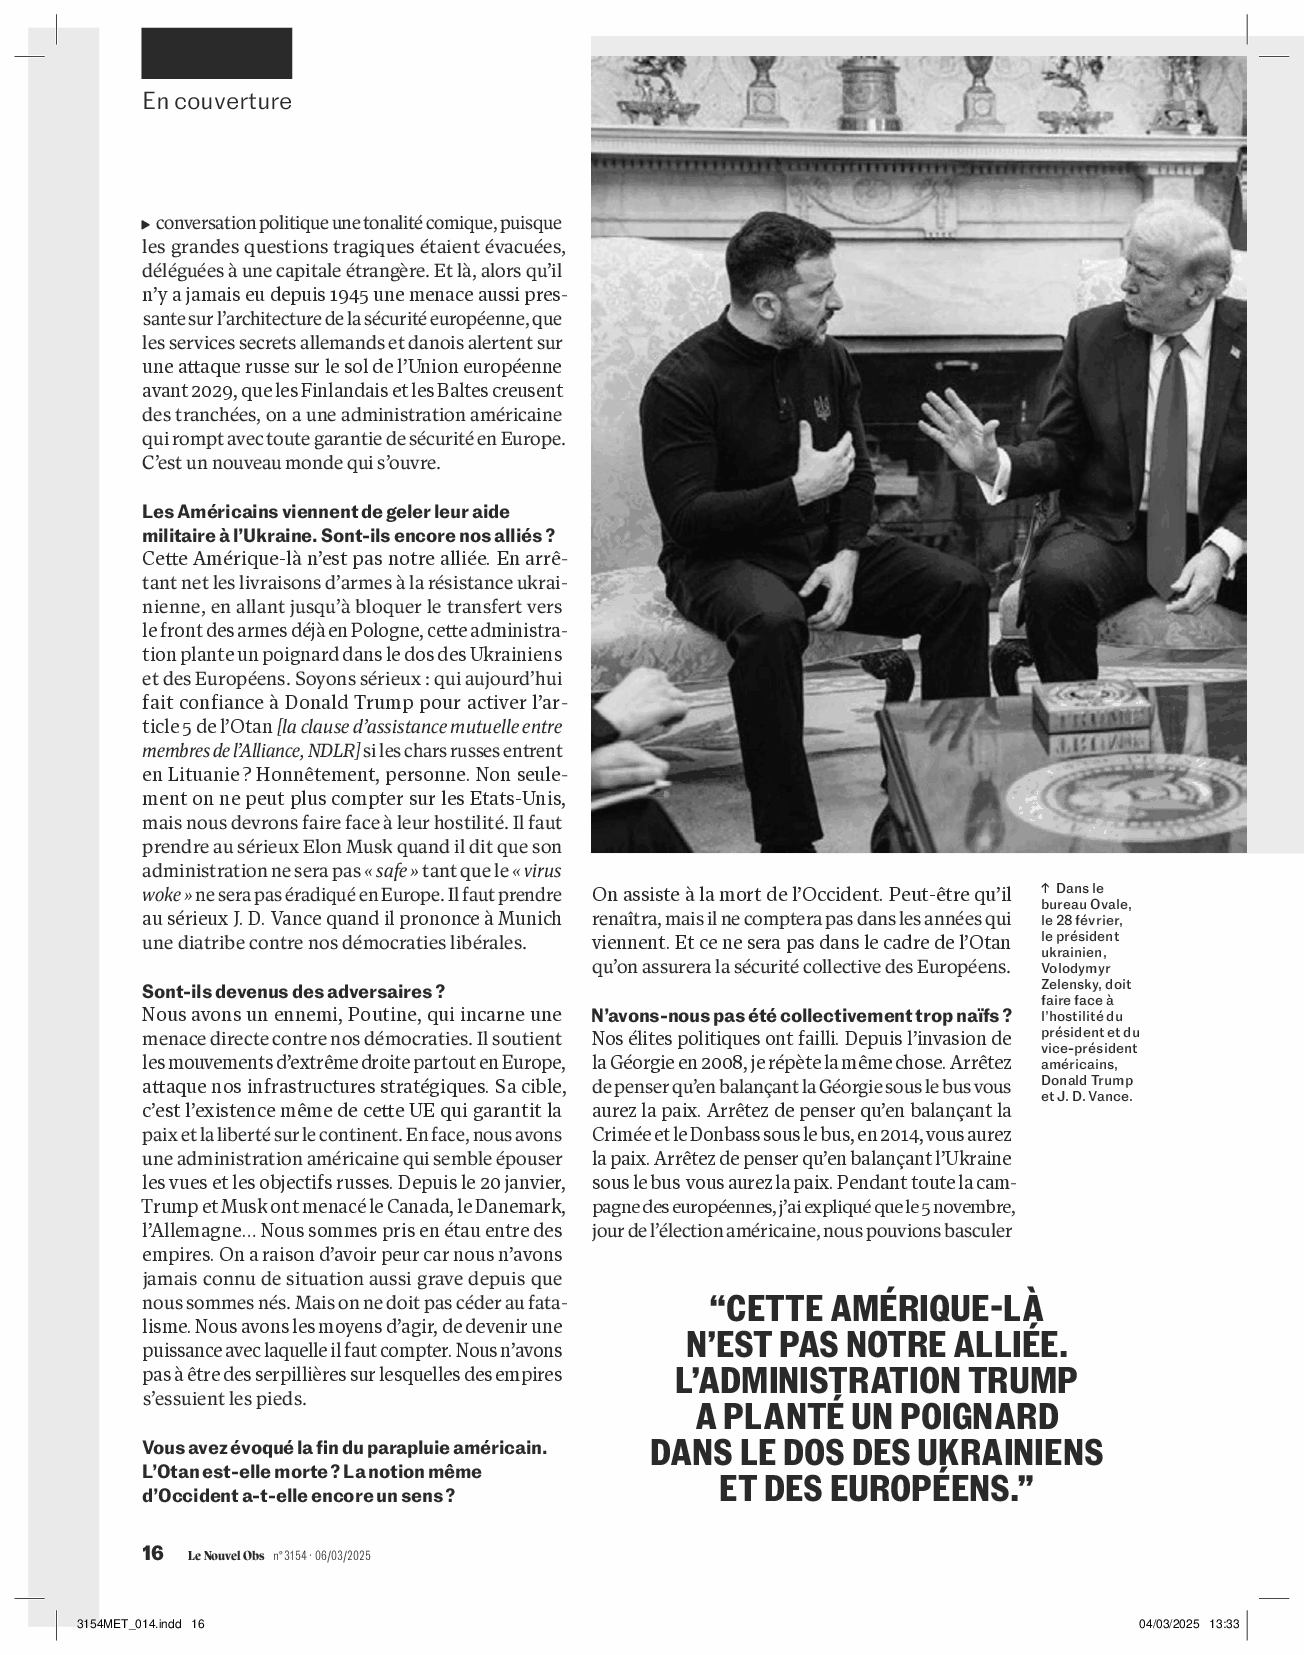 En couverture
▸ conversation politique une tonalité comique, puisque
les grandes questions tragiques étaient évacuées,
déléguées à une capitale étrangère. Et là, alors qu’il
n’y a jamais eu depuis 1945 une menace aussi pres-
sante sur l’architecture de la sécurité européenne, que
les services secrets allemands et danois alertent sur
une attaque russe sur le sol de l’Union européenne
avant 2029, que les Finlandais et les Baltes creusent
des tranchées, on a une administration américaine
qui rompt avec toute garantie de sécurité en Europe.
C’est un nouveau monde qui s’ouvre.
Les Américains viennent de geler leur aide
militaire à l’Ukraine. Sont-ils encore nos alliés ?
Cette Amérique-là n’est pas notre alliée. En arrê-
tant net les livraisons d’armes à la résistance ukrai-
nienne, en allant jusqu’à bloquer le transfert vers
le front des armes déjà en Pologne, cette administra-
tion plante un poignard dans le dos des Ukrainiens
et des Européens. Soyons sérieux : qui aujourd’hui
fait confiance à Donald Trump pour activer l’ar-
ticle 5 de l’Otan [la clause d’assistance mutuelle entre
membres de l’Alliance, NDLR] si les chars russes entrent
en Lituanie ? Honnêtement, personne. Non seule-
ment on ne peut plus compter sur les Etats-Unis,
mais nous devrons faire face à leur hostilité. Il faut
prendre au sérieux Elon Musk quand il dit que son
administration ne sera pas « safe » tant que le « virus
woke » ne sera pas éradiqué en Europe. Il faut prendre
au sérieux J. D. Vance quand il prononce à Munich
une diatribe contre nos démocraties libérales.
Sont-ils devenus des adversaires ?
Nous avons un ennemi, Poutine, qui incarne une
menace directe contre nos démocraties. Il soutient
les mouvements d’extrême droite partout en Europe,
attaque nos infrastructures stratégiques. Sa cible,
c’est l’existence même de cette UE qui garantit la
paix et la liberté sur le continent. En face, nous avons
une administration américaine qui semble épouser
les vues et les objectifs russes. Depuis le 20 janvier,
Trump et Musk ont menacé le Canada, le Danemark,
l’Allemagne… Nous sommes pris en étau entre des
empires. On a raison d’avoir peur car nous n’avons
jamais connu de situation aussi grave depuis que
nous sommes nés. Mais on ne doit pas céder au fata-
lisme. Nous avons les moyens d’agir, de devenir une
puissance avec laquelle il faut compter. Nous n’avons
pas à être des serpillières sur lesquelles des empires
s’essuient les pieds.
Vous avez évoqué la fin du parapluie américain.
L’Otan est-elle morte ? La notion même
d’Occident a-t-elle encore un sens ?
On assiste à la mort de l’Occident. Peut-être qu’il
renaîtra, mais il ne comptera pas dans les années qui
viennent. Et ce ne sera pas dans le cadre de l’Otan
qu’on assurera la sécurité collective des Européens.
N’avons-nous pas été collectivement trop naïfs ?
Nos élites politiques ont failli. Depuis l’invasion de
la Géorgie en 2008, je répète la même chose. Arrêtez
de penser qu’en balançant la Géorgie sous le bus vous
aurez la paix. Arrêtez de penser qu’en balançant la
Crimée et le Donbass sous le bus, en 2014, vous aurez
la paix. Arrêtez de penser qu’en balançant l’Ukraine
sous le bus vous aurez la paix. Pendant toute la cam-
pagne des européennes, j’ai expliqué que le 5 novembre,
jour de l’élection américaine, nous pouvions basculer
↑ Dans le
bureau Ovale,
le 28 février,
le président
ukrainien,
Volodymyr
Zelensky, doit
faire face à
l’hostilité du
président et du
vice-président
américains,
Donald Trump
et J. D. Vance.
“CETTE AMÉRIQUE-LÀ
N’EST PAS NOTRE ALLIÉE.
L’ADMINISTRATION TRUMP
A PLANTÉ UN POIGNARD
DANS LE DOS DES UKRAINIENS
ET DES EUROPÉENS.”
16 Le Nouvel Obs n° 3154 · 06/03/2025
3154MET_014.indd 16 04/03/2025 13:33